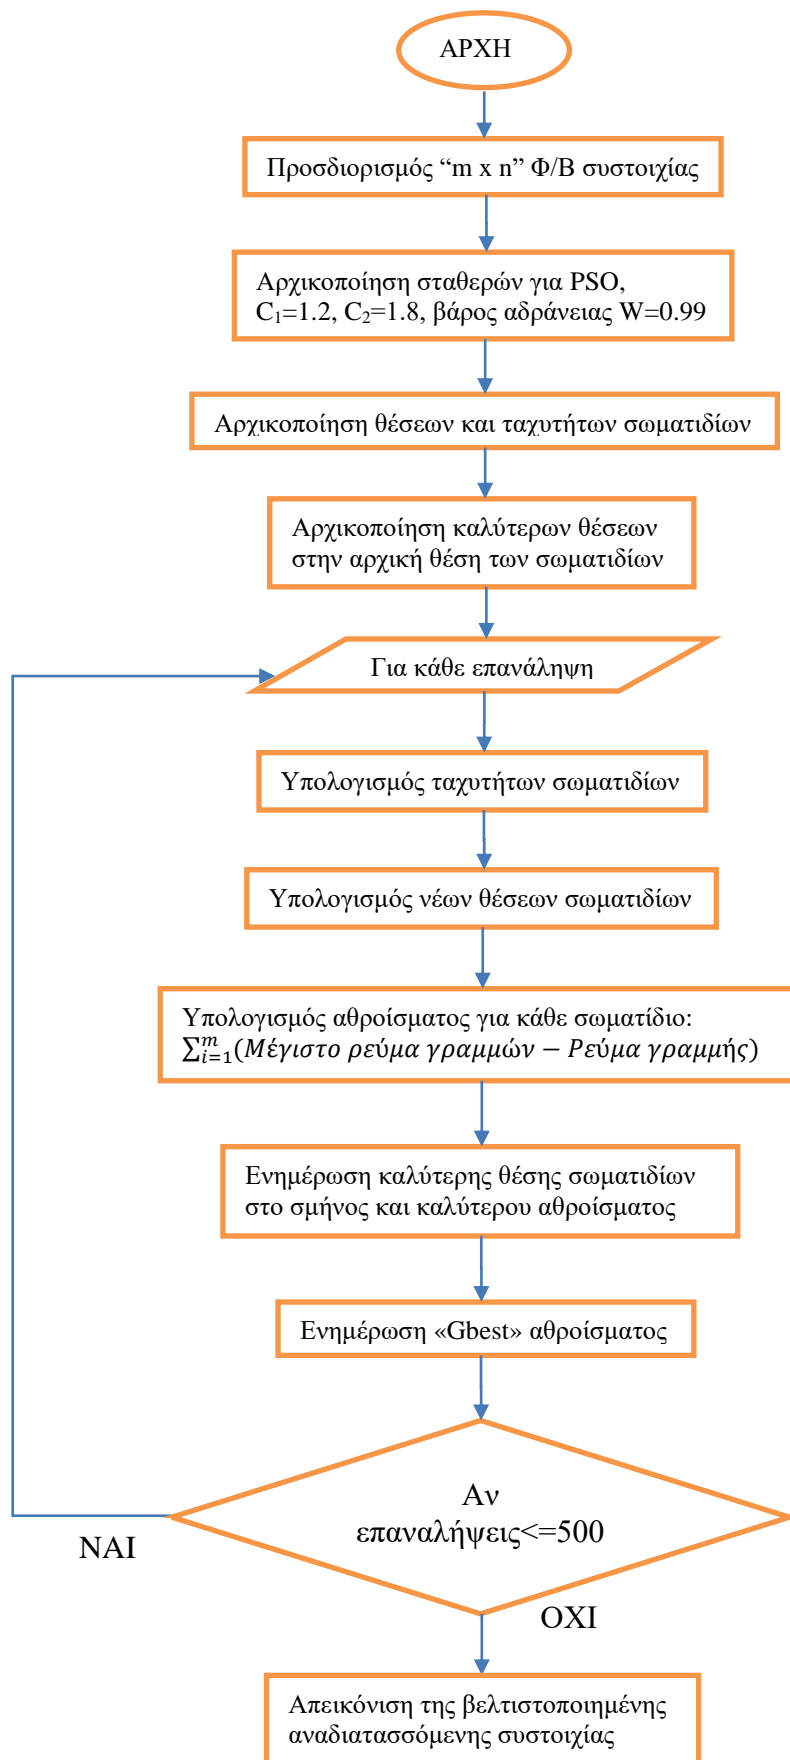 ΑΡΧΗ
Προσδιορισμός “m x n” Φ/Β συστοιχίας
Αρχικοποίηση σταθερών για PSO,
C₁=1.2, C₂=1.8, βάρος αδράνειας W=0.99
Αρχικοποίηση θέσεων και ταχυτήτων σωματιδίων
Αρχικοποίηση καλύτερων θέσεων
στην αρχική θέση των σωματιδίων
Για κάθε επανάληψη
Υπολογισμός ταχυτήτων σωματιδίων
Υπολογισμός νέων θέσεων σωματιδίων
Υπολογισμός αθροίσματος για κάθε σωματίδιο:
∑ᵢ₌₁ᵐ(Μέγιστο ρεύμα γραμμών − Ρεύμα γραμμής)
Ενημέρωση καλύτερης θέσης σωματιδίων
στο σμήνος και καλύτερου αθροίσματος
Ενημέρωση «Gbest» αθροίσματος
Αν
επαναλήψεις<=500
ΝΑΙ
ΟΧΙ
Απεικόνιση της βελτιστοποιημένης
αναδιατασσόμενης συστοιχίας